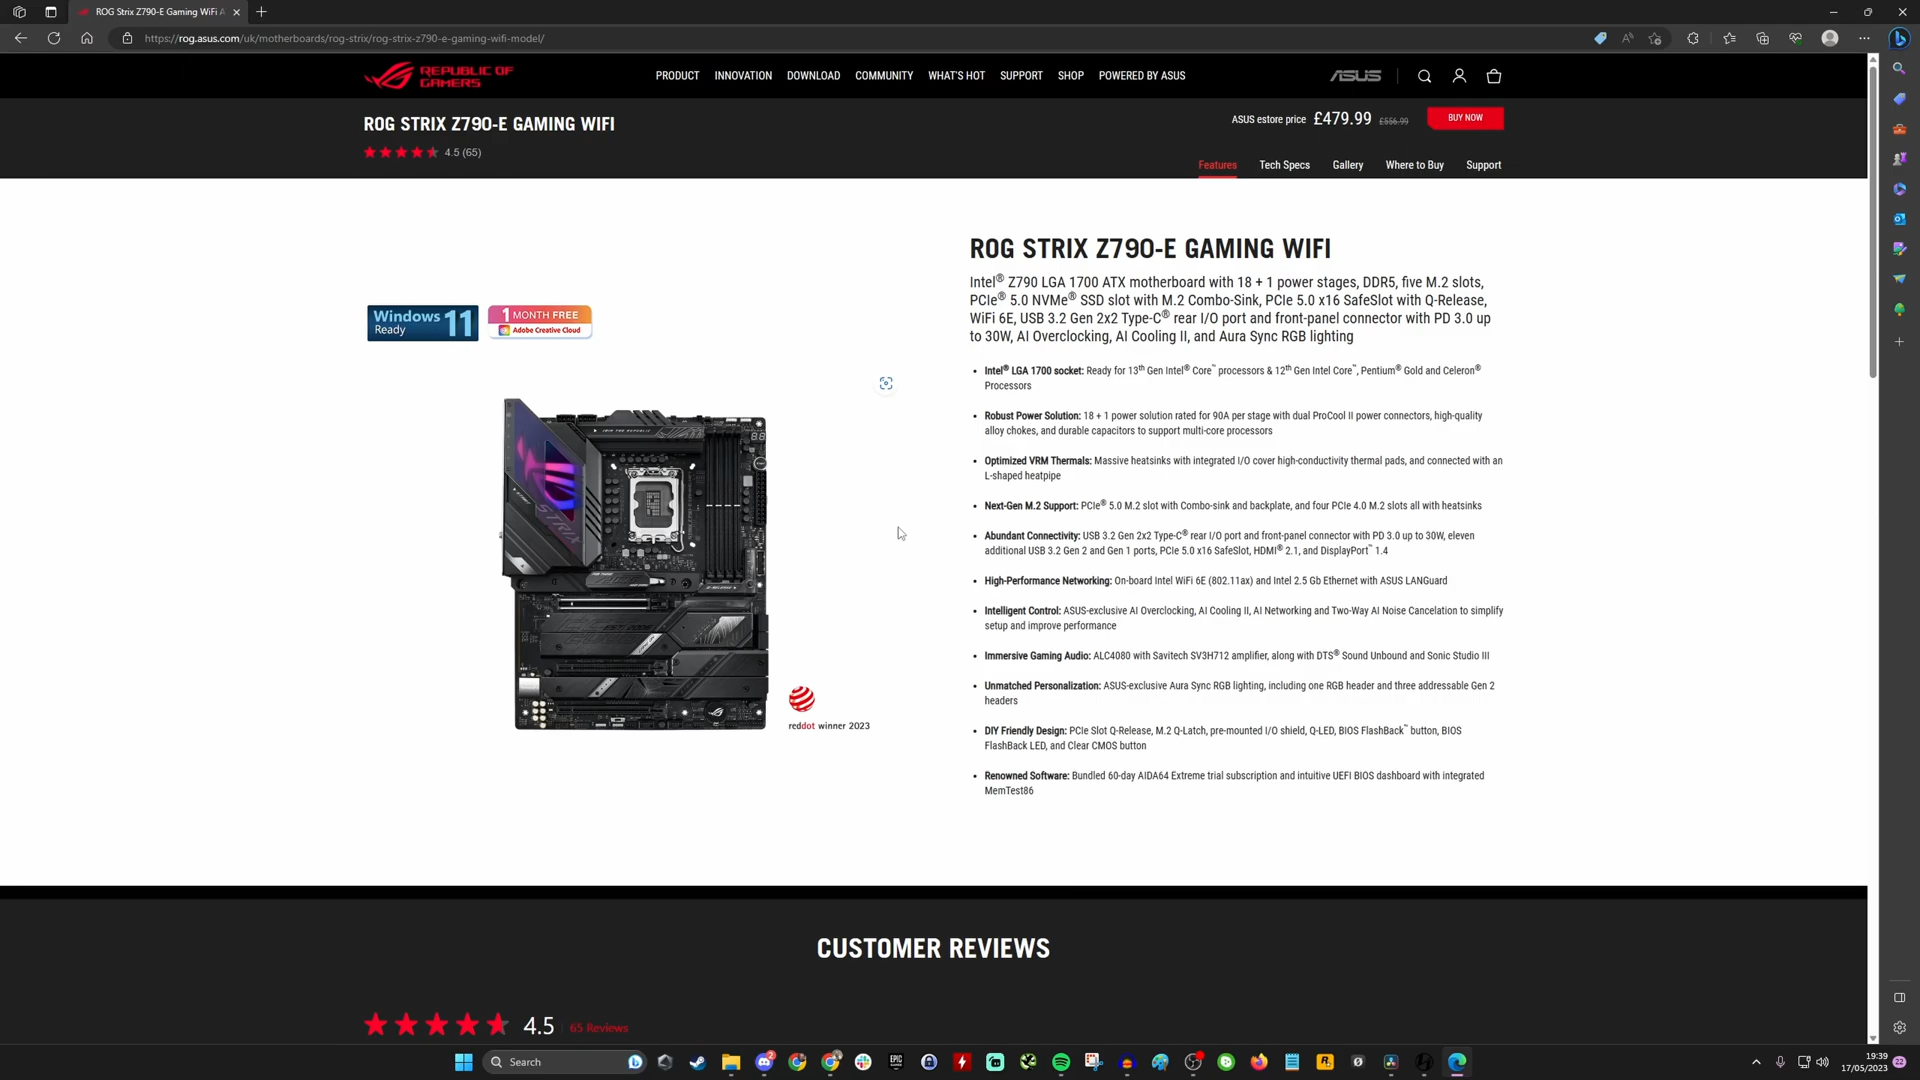 ROG Strix Z790-E Gaming WiFi
https://rog.asus.com/uk/motherboards/rog-strix/rog-strix-z790-e-gaming-wifi-model/
REPUBLIC OF
GAMERS
PRODUCT INNOVATION DOWNLOAD COMMUNITY WHAT'S HOT SUPPORT SHOP POWERED BY ASUS
ASUS
ROG STRIX Z790-E GAMING WIFI
ASUS estore price £479.99 £556.99 BUY NOW
4.5 (65)
Features Tech Specs Gallery Where to Buy Support
ROG STRIX Z790-E GAMING WIFI
Intel® Z790 LGA 1700 ATX motherboard with 18 + 1 power stages, DDR5, five M.2 slots,
PCIe® 5.0 NVMe® SSD slot with M.2 Combo-Sink, PCIe 5.0 x16 SafeSlot with Q-Release,
WiFi 6E, USB 3.2 Gen 2x2 Type-C® rear I/O port and front-panel connector with PD 3.0 up
to 30W, AI Overclocking, AI Cooling II, and Aura Sync RGB lighting
Windows 11
Ready
1 MONTH FREE
Adobe Creative Cloud
• Intel® LGA 1700 socket: Ready for 13th Gen Intel® Core™ processors & 12th Gen Intel Core™, Pentium® Gold and Celeron®
Processors
• Robust Power Solution: 18 + 1 power solution rated for 90A per stage with dual ProCool II power connectors, high-quality
alloy chokes, and durable capacitors to support multi-core processors
• Optimized VRM Thermals: Massive heatsinks with integrated I/O cover high-conductivity thermal pads, and connected with an
L-shaped heatpipe
• Next-Gen M.2 Support: PCIe® 5.0 M.2 slot with Combo-sink and backplate, and four PCIe 4.0 M.2 slots all with heatsinks
• Abundant Connectivity: USB 3.2 Gen 2x2 Type-C® rear I/O port and front-panel connector with PD 3.0 up to 30W, eleven
additional USB 3.2 Gen 2 and Gen 1 ports, PCIe 5.0 x16 SafeSlot, HDMI® 2.1, and DisplayPort™ 1.4
• High-Performance Networking: On-board Intel WiFi 6E (802.11ax) and Intel 2.5 Gb Ethernet with ASUS LANGuard
• Intelligent Control: ASUS-exclusive AI Overclocking, AI Cooling II, AI Networking and Two-Way AI Noise Cancelation to simplify
setup and improve performance
• Immersive Gaming Audio: ALC4080 with Savitech SV3H712 amplifier, along with DTS® Sound Unbound and Sonic Studio III
• Unmatched Personalization: ASUS-exclusive Aura Sync RGB lighting, including one RGB header and three addressable Gen 2
headers
• DIY Friendly Design: PCIe Slot Q-Release, M.2 Q-Latch, pre-mounted I/O shield, Q-LED, BIOS FlashBack™ button, BIOS
FlashBack LED, and Clear CMOS button
• Renowned Software: Bundled 60-day AIDA64 Extreme trial subscription and intuitive UEFI BIOS dashboard with integrated
MemTest86
JOIN THE REPUBLIC
88
STRIX
reddot winner 2023
CUSTOMER REVIEWS
4.5 65 Reviews
Search
EPIC
19:39
17/05/2023
22